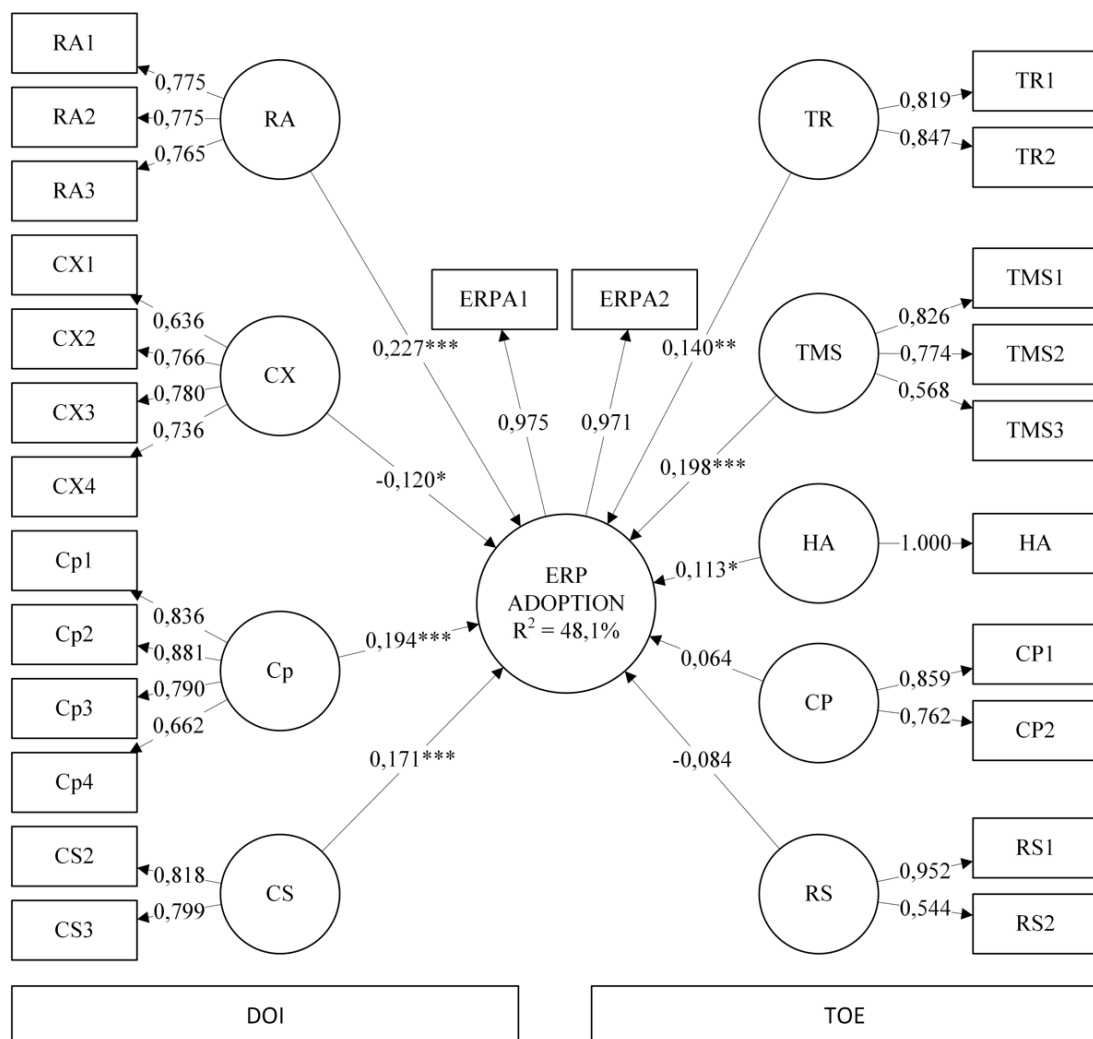 RA1
RA2
RA3
0,775
0,775
0,765
RA
CX1
CX2
CX3
CX4
0,636
0,766
0,780
0,736
CX
Cp1
Cp2
Cp3
Cp4
0,836
0,881
0,790
0,662
Cp
CS2
CS3
0,818
0,799
CS
0,227***
-0,120*
0,194***
0,171***
ERPA1
ERPA2
0,975
0,971
ERP
ADOPTION
R² = 48,1%
0,140**
0,198***
0,113*
0,064
-0,084
TR
0,819
0,847
TR1
TR2
TMS
0,826
0,774
0,568
TMS1
TMS2
TMS3
HA
1.000
HA
CP
0,859
0,762
CP1
CP2
RS
0,952
0,544
RS1
RS2
DOI
TOE